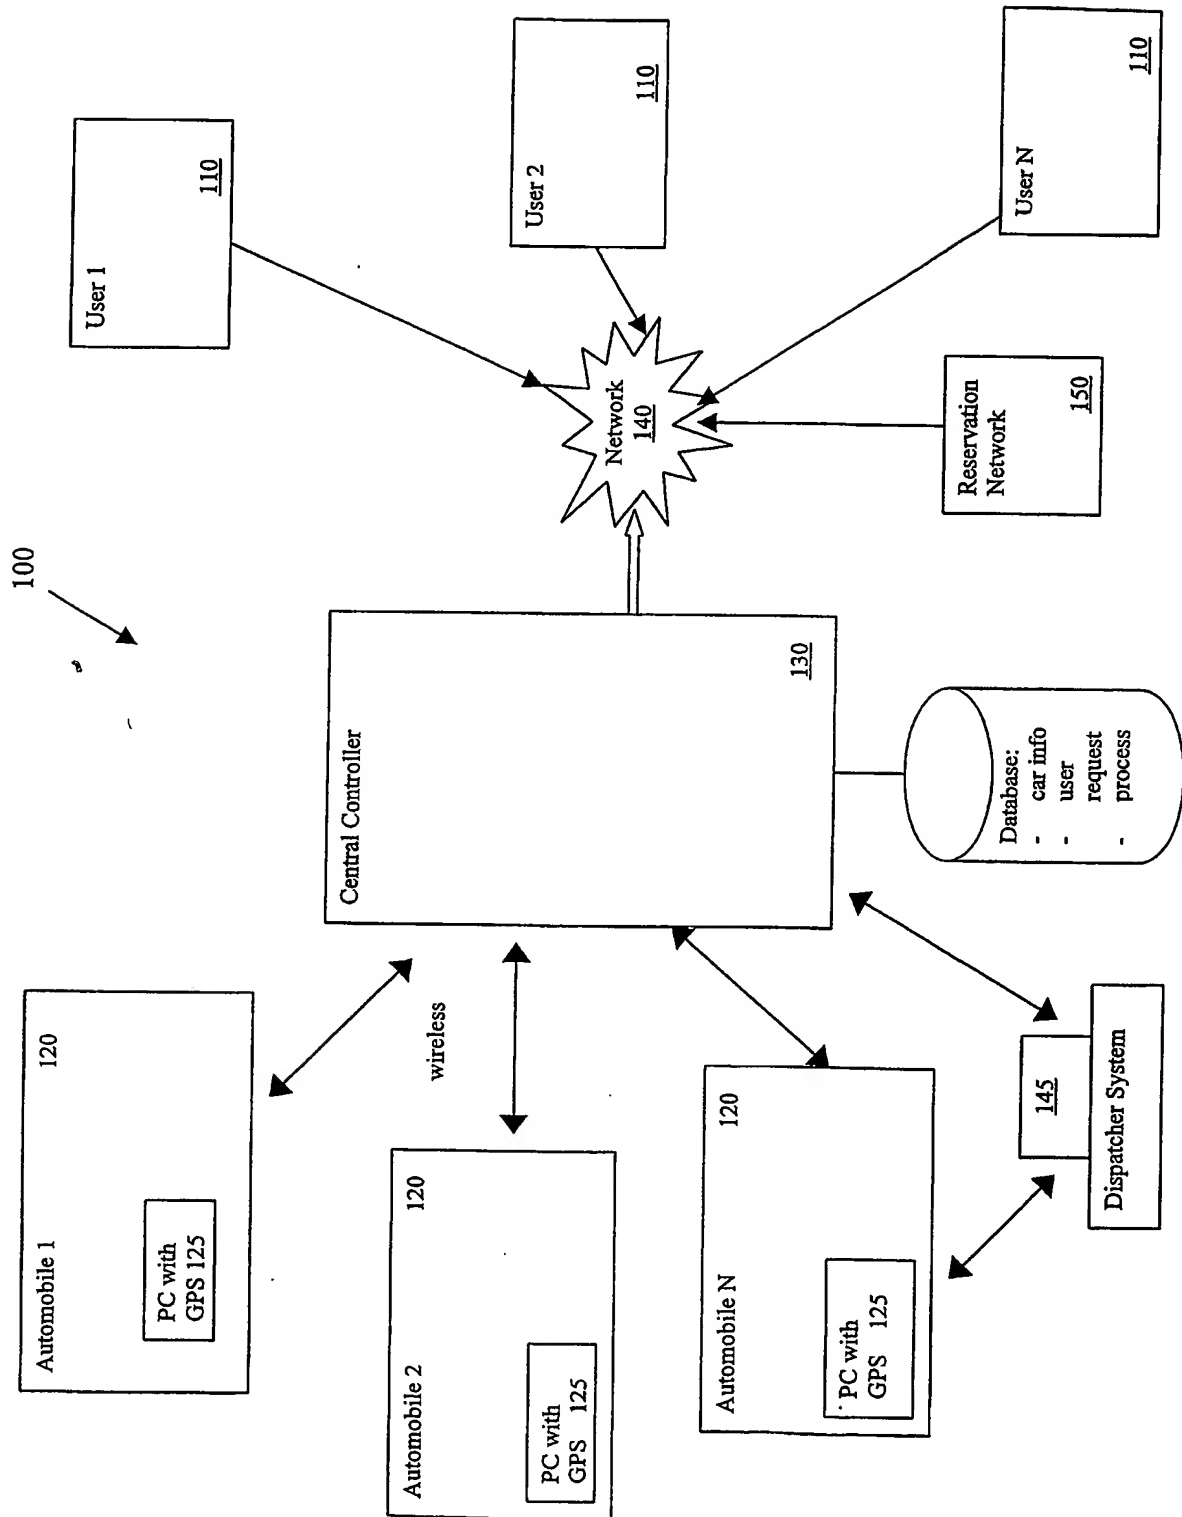 100
Automobile 1
120
PC with
GPS 125
Automobile 2
120
PC with
GPS 125
Automobile N
120
PC with
GPS 125
wireless
Central Controller
130
Network
140
User 1
110
User 2
110
User N
110
Reservation
Network
150
Database:
- car info
- user
request
- process
145
Dispatcher System